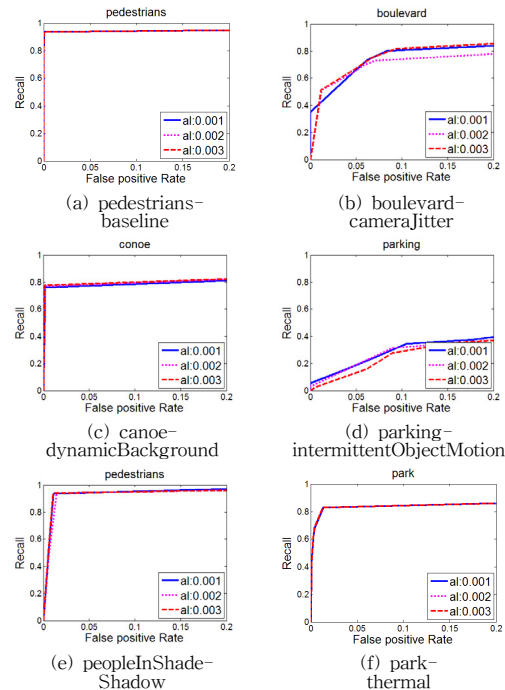 pedestrians
Recall
1
0.8
0.6
0.4
0.2
0
0 0.05 0.1 0.15 0.2
al:0.001
al:0.002
al:0.003
False positive Rate
(a) pedestrians-
baseline
boulevard
Recall
1
0.8
0.6
0.4
0.2
0
0 0.05 0.1 0.15 0.2
al:0.001
al:0.002
al:0.003
False positive Rate
(b) boulevard-
cameraJitter
conoe
Recall
1
0.8
0.6
0.4
0.2
0
0 0.05 0.1 0.15 0.2
al:0.001
al:0.002
al:0.003
False positive Rate
(c) canoe-
dynamicBackground
parking
Recall
1
0.8
0.6
0.4
0.2
0
0 0.05 0.1 0.15 0.2
al:0.001
al:0.002
al:0.003
False positive Rate
(d) parking-
intermittentObjectMotion
pedestrians
Recall
1
0.8
0.6
0.4
0.2
0
0 0.05 0.1 0.15 0.2
al:0.001
al:0.002
al:0.003
False positive Rate
(e) peopleInShade-
Shadow
park
Recall
1
0.8
0.6
0.4
0.2
0
0 0.05 0.1 0.15 0.2
al:0.001
al:0.002
al:0.003
False positive Rate
(f) park-
thermal